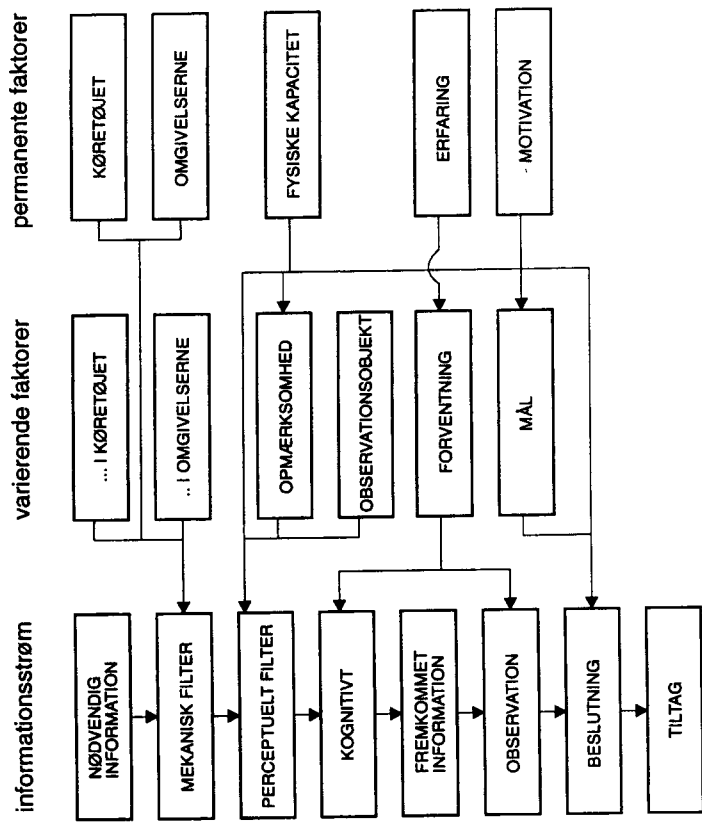 permanente faktorer
KØRETØJET
OMGIVELSERNE
FYSISKE KAPACITET
ERFARING
- MOTIVATION
varierende faktorer
... I KØRETØJET
.. I OMGIVELSERNE
OPMÆRKSOMHED
OBSERVATIONSOBJEKT
FORVENTNING
MÅL
informationsstrøm
NØDVENDIG
INFORMATION
MEKANISK FILTER
PERCEPTUELT FILTER
KOGNITIVT
FREMKOMMET
INFORMATION
OBSERVATION
BESLUTNING
TILTAG